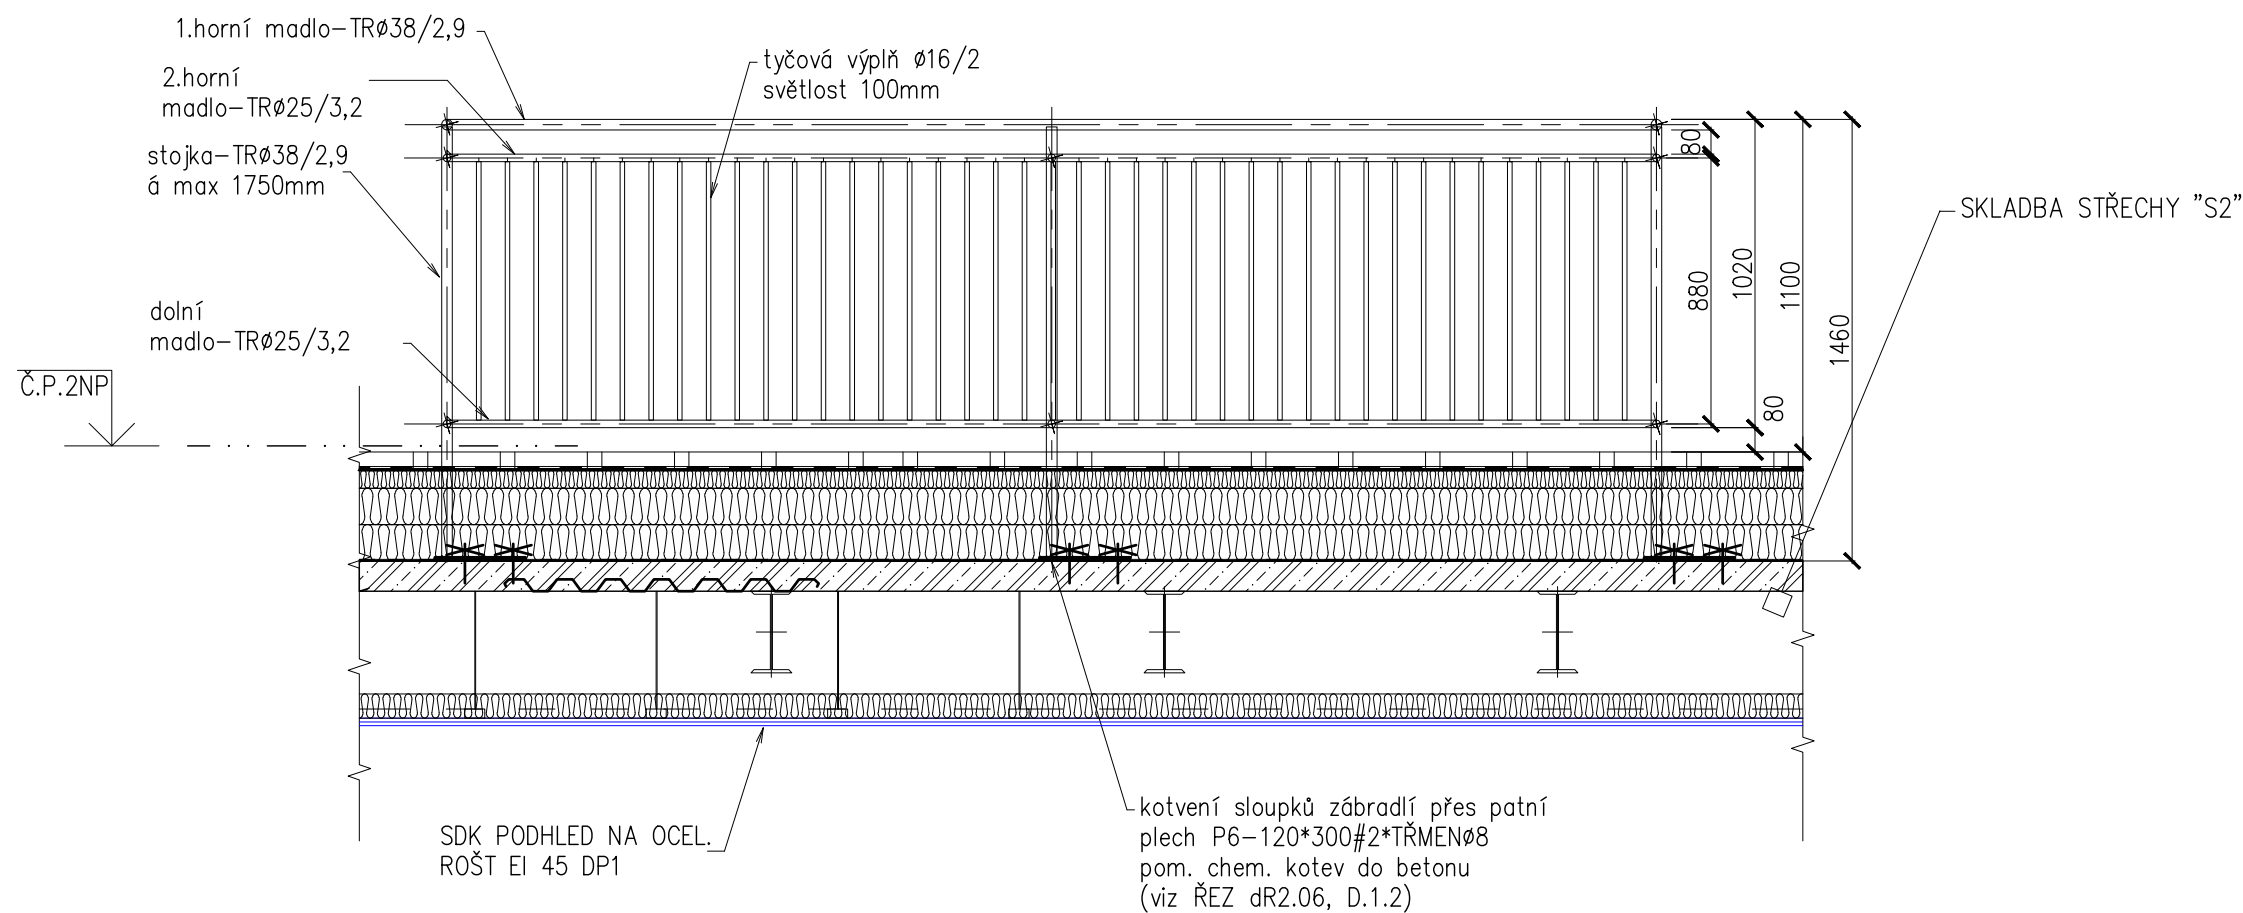 1.horní madlo-TRø38/2,9
2.horní
madlo-TRø25/3,2
stojka-TRø38/2,9
á max 1750mm
dolní
madlo-TRø25/3,2
Č.P.2NP
tyčová výplň ø16/2
světlost 100mm
80
880
1020
80
1100
1460
SKLADBA STŘECHY "S2"
SDK PODHLED NA OCEL.
ROŠT EI 45 DP1
kotvení sloupků zábradlí přes patní
plech P6-120*300#2*TŘMENø8
pom. chem. kotev do betonu
(viz ŘEZ dR2.06, D.1.2)